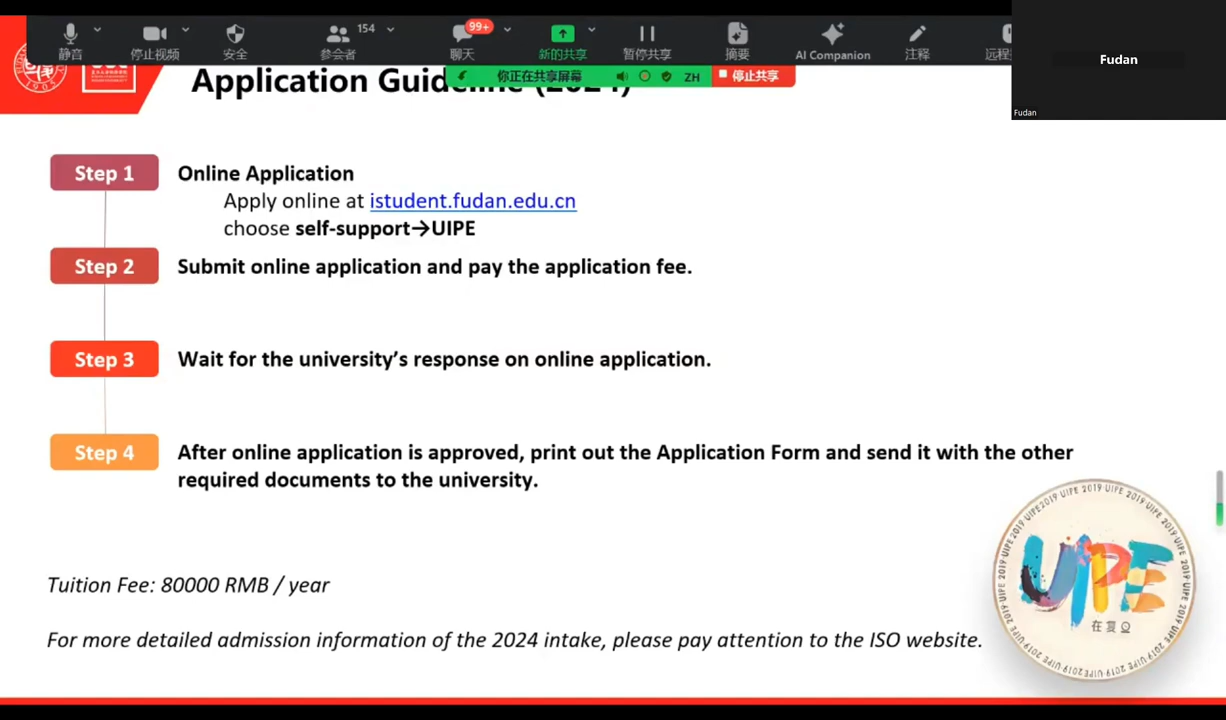 154
99+
静音
停止视频
安全
参会者
聊天
新的共享
暂停共享
摘要
AI Companion
注释
Fudan
Fudan
你正在共享屏幕
ZH
停止共享
Application Guideline (2024)
Step 1
Online Application
Apply online at istudent.fudan.edu.cn
choose self-support→UIPE
Step 2
Submit online application and pay the application fee.
Step 3
Wait for the university's response on online application.
Step 4
After online application is approved, print out the Application Form and send it with the other
required documents to the university.
Tuition Fee: 80000 RMB / year
For more detailed admission information of the 2024 intake, please pay attention to the ISO website.
UIPE
UIPE 2019